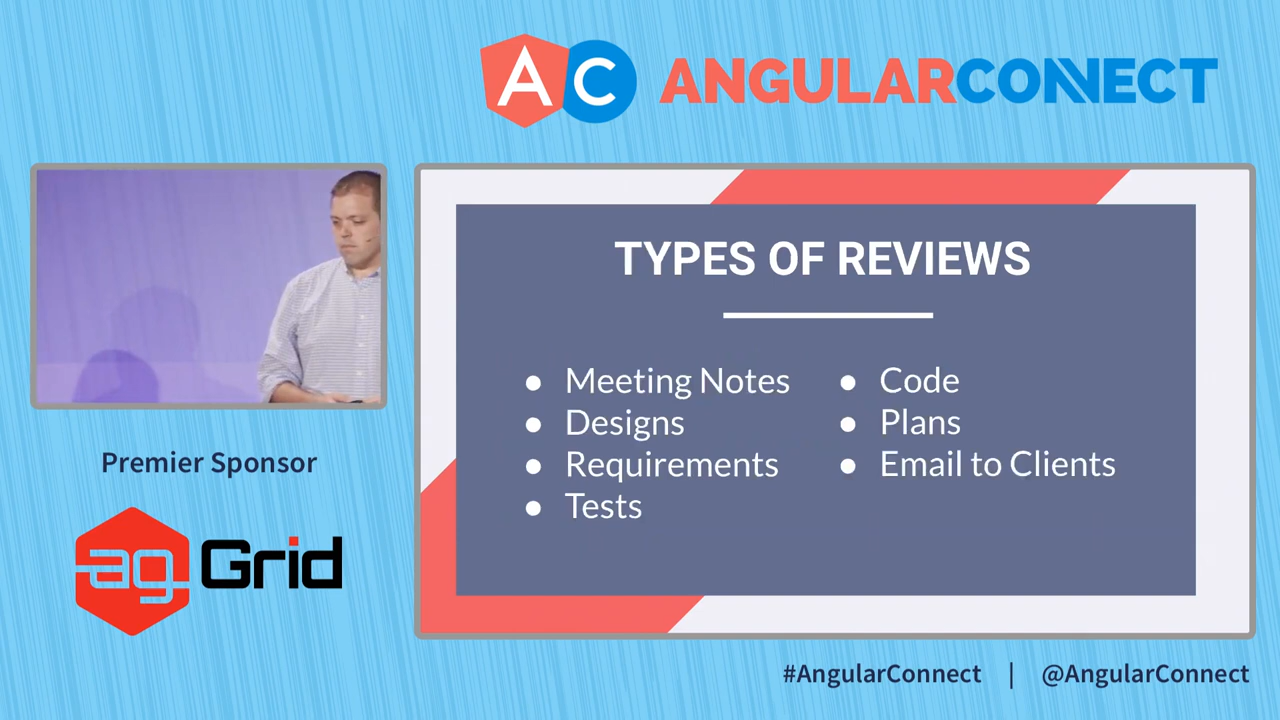 AC ANGULARCONNECT
TYPES OF REVIEWS
● Meeting Notes
● Designs
● Requirements
● Tests
● Code
● Plans
● Email to Clients
Premier Sponsor
ag Grid
#AngularConnect | @AngularConnect